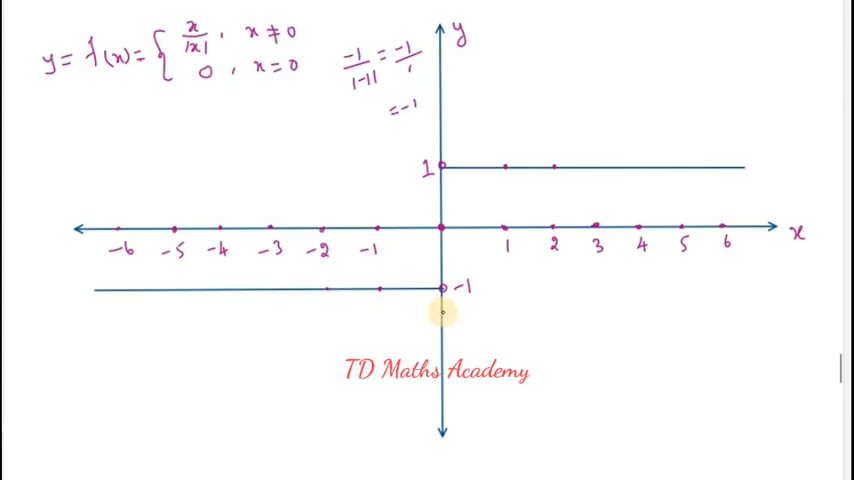 y = f(x) = { x/|x| , x ≠ 0
0 , x = 0
-1/|-1| = -1/1
= -1
y
1
x
-6 -5 -4 -3 -2 -1 1 2 3 4 5 6
-1
TD Maths Academy